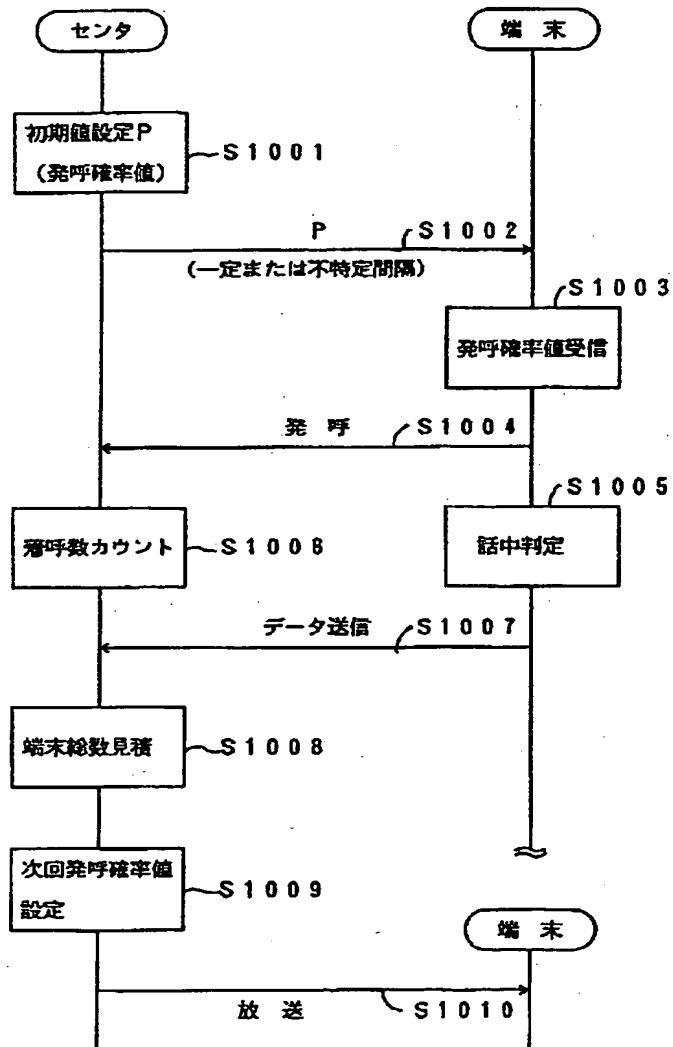 センタ
端 末
初期値設定P
(発呼確率値)
S1001
P
S1002
(一定または不特定間隔)
S1003
発呼確率値受信
発 呼
S1004
S1005
着呼数カウント
S1006
話中判定
データ送信
S1007
端末総数見積
S1008
次回発呼確率値
設定
S1009
端 末
放 送
S1010